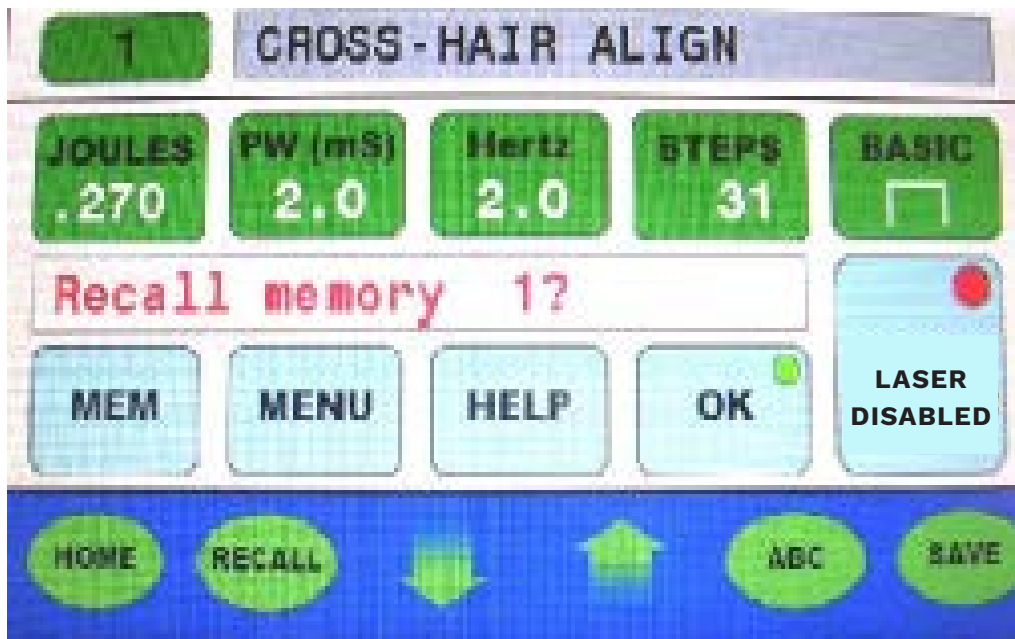 1 CROSS-HAIR ALIGN
JOULES PW (mS) Hertz STEPS BASIC
.270 2.0 2.0 31
Recall memory 1?
MEM MENU HELP OK LASER
DISABLED
HOME RECALL ABC SAVE